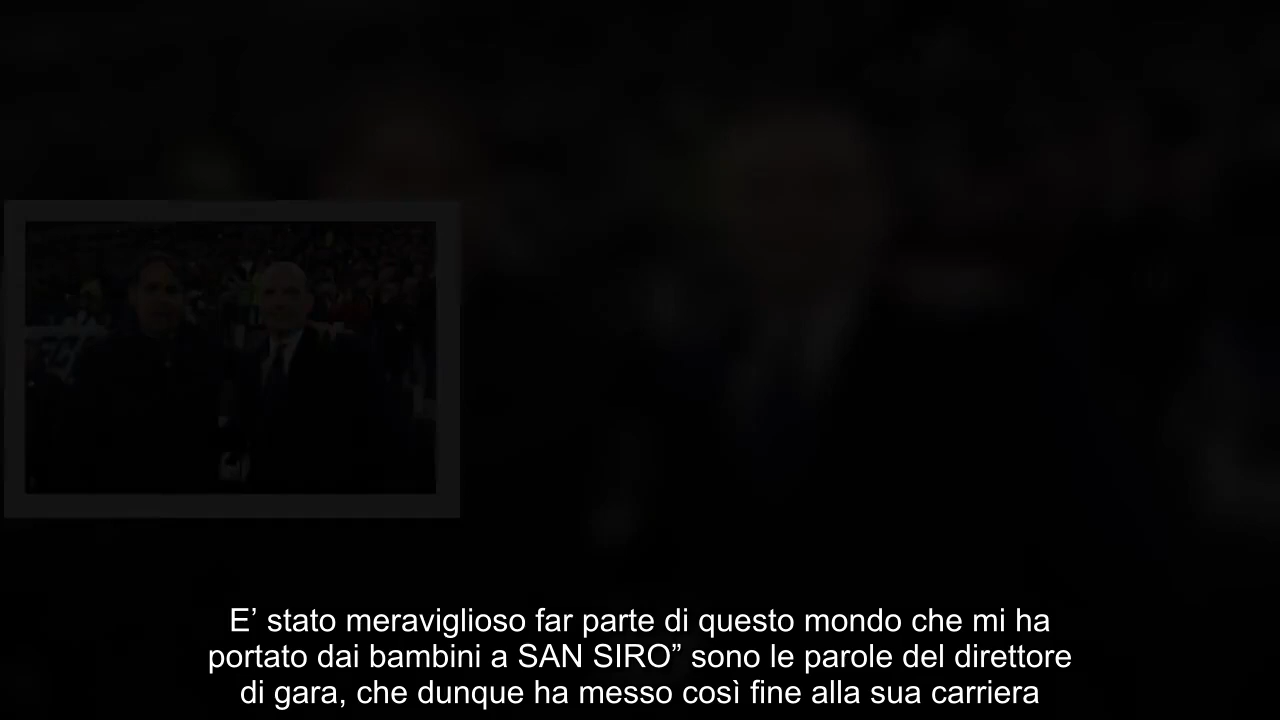 E’ stato meraviglioso far parte di questo mondo che mi ha
portato dai bambini a SAN SIRO” sono le parole del direttore
di gara, che dunque ha messo così fine alla sua carriera